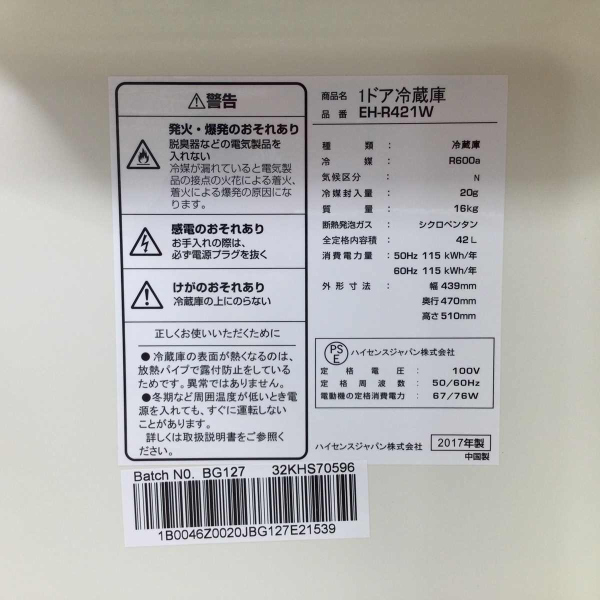 ⚠警告
発火・爆発のおそれあり
脱臭器などの電気製品を
入れない
冷媒が漏れていると電気製
品の接点の火花による着火、
着火による爆発の原因にな
ります。
感電のおそれあり
お手入れの際は、
必ず電源プラグを抜く
けがのおそれあり
冷蔵庫の上にのらない
正しくお使いいただくために
●冷蔵庫の表面が熱くなるのは、
放熱パイプで露付防止をしている
ためです。異常ではありません。
●冬期など周囲温度が低いとき電
源を入れても、すぐに運転しない
ことがあります。
詳しくは取扱説明書をご参照ください。
商品名 1ドア冷蔵庫
品番 EH-R421W
種類 : 冷蔵庫
冷媒 : R600a
気候区分 : N
冷媒封入量 : 20g
質量 : 16kg
断熱発泡ガス : シクロペンタン
全定格内容積 : 42L
消費電力量 : 50Hz 115 kWh/年
60Hz 115 kWh/年
外形寸法 : 幅 439mm
奥行 470mm
高さ 510mm
PSE ハイセンスジャパン株式会社
定格電圧 : 100V
定格周波数 : 50/60Hz
電動機の定格消費電力 : 67/76W
ハイセンスジャパン株式会社 2017年製
中国製
Batch NO. BG127 32KHS70596
1B0046Z0020JBG127E21539